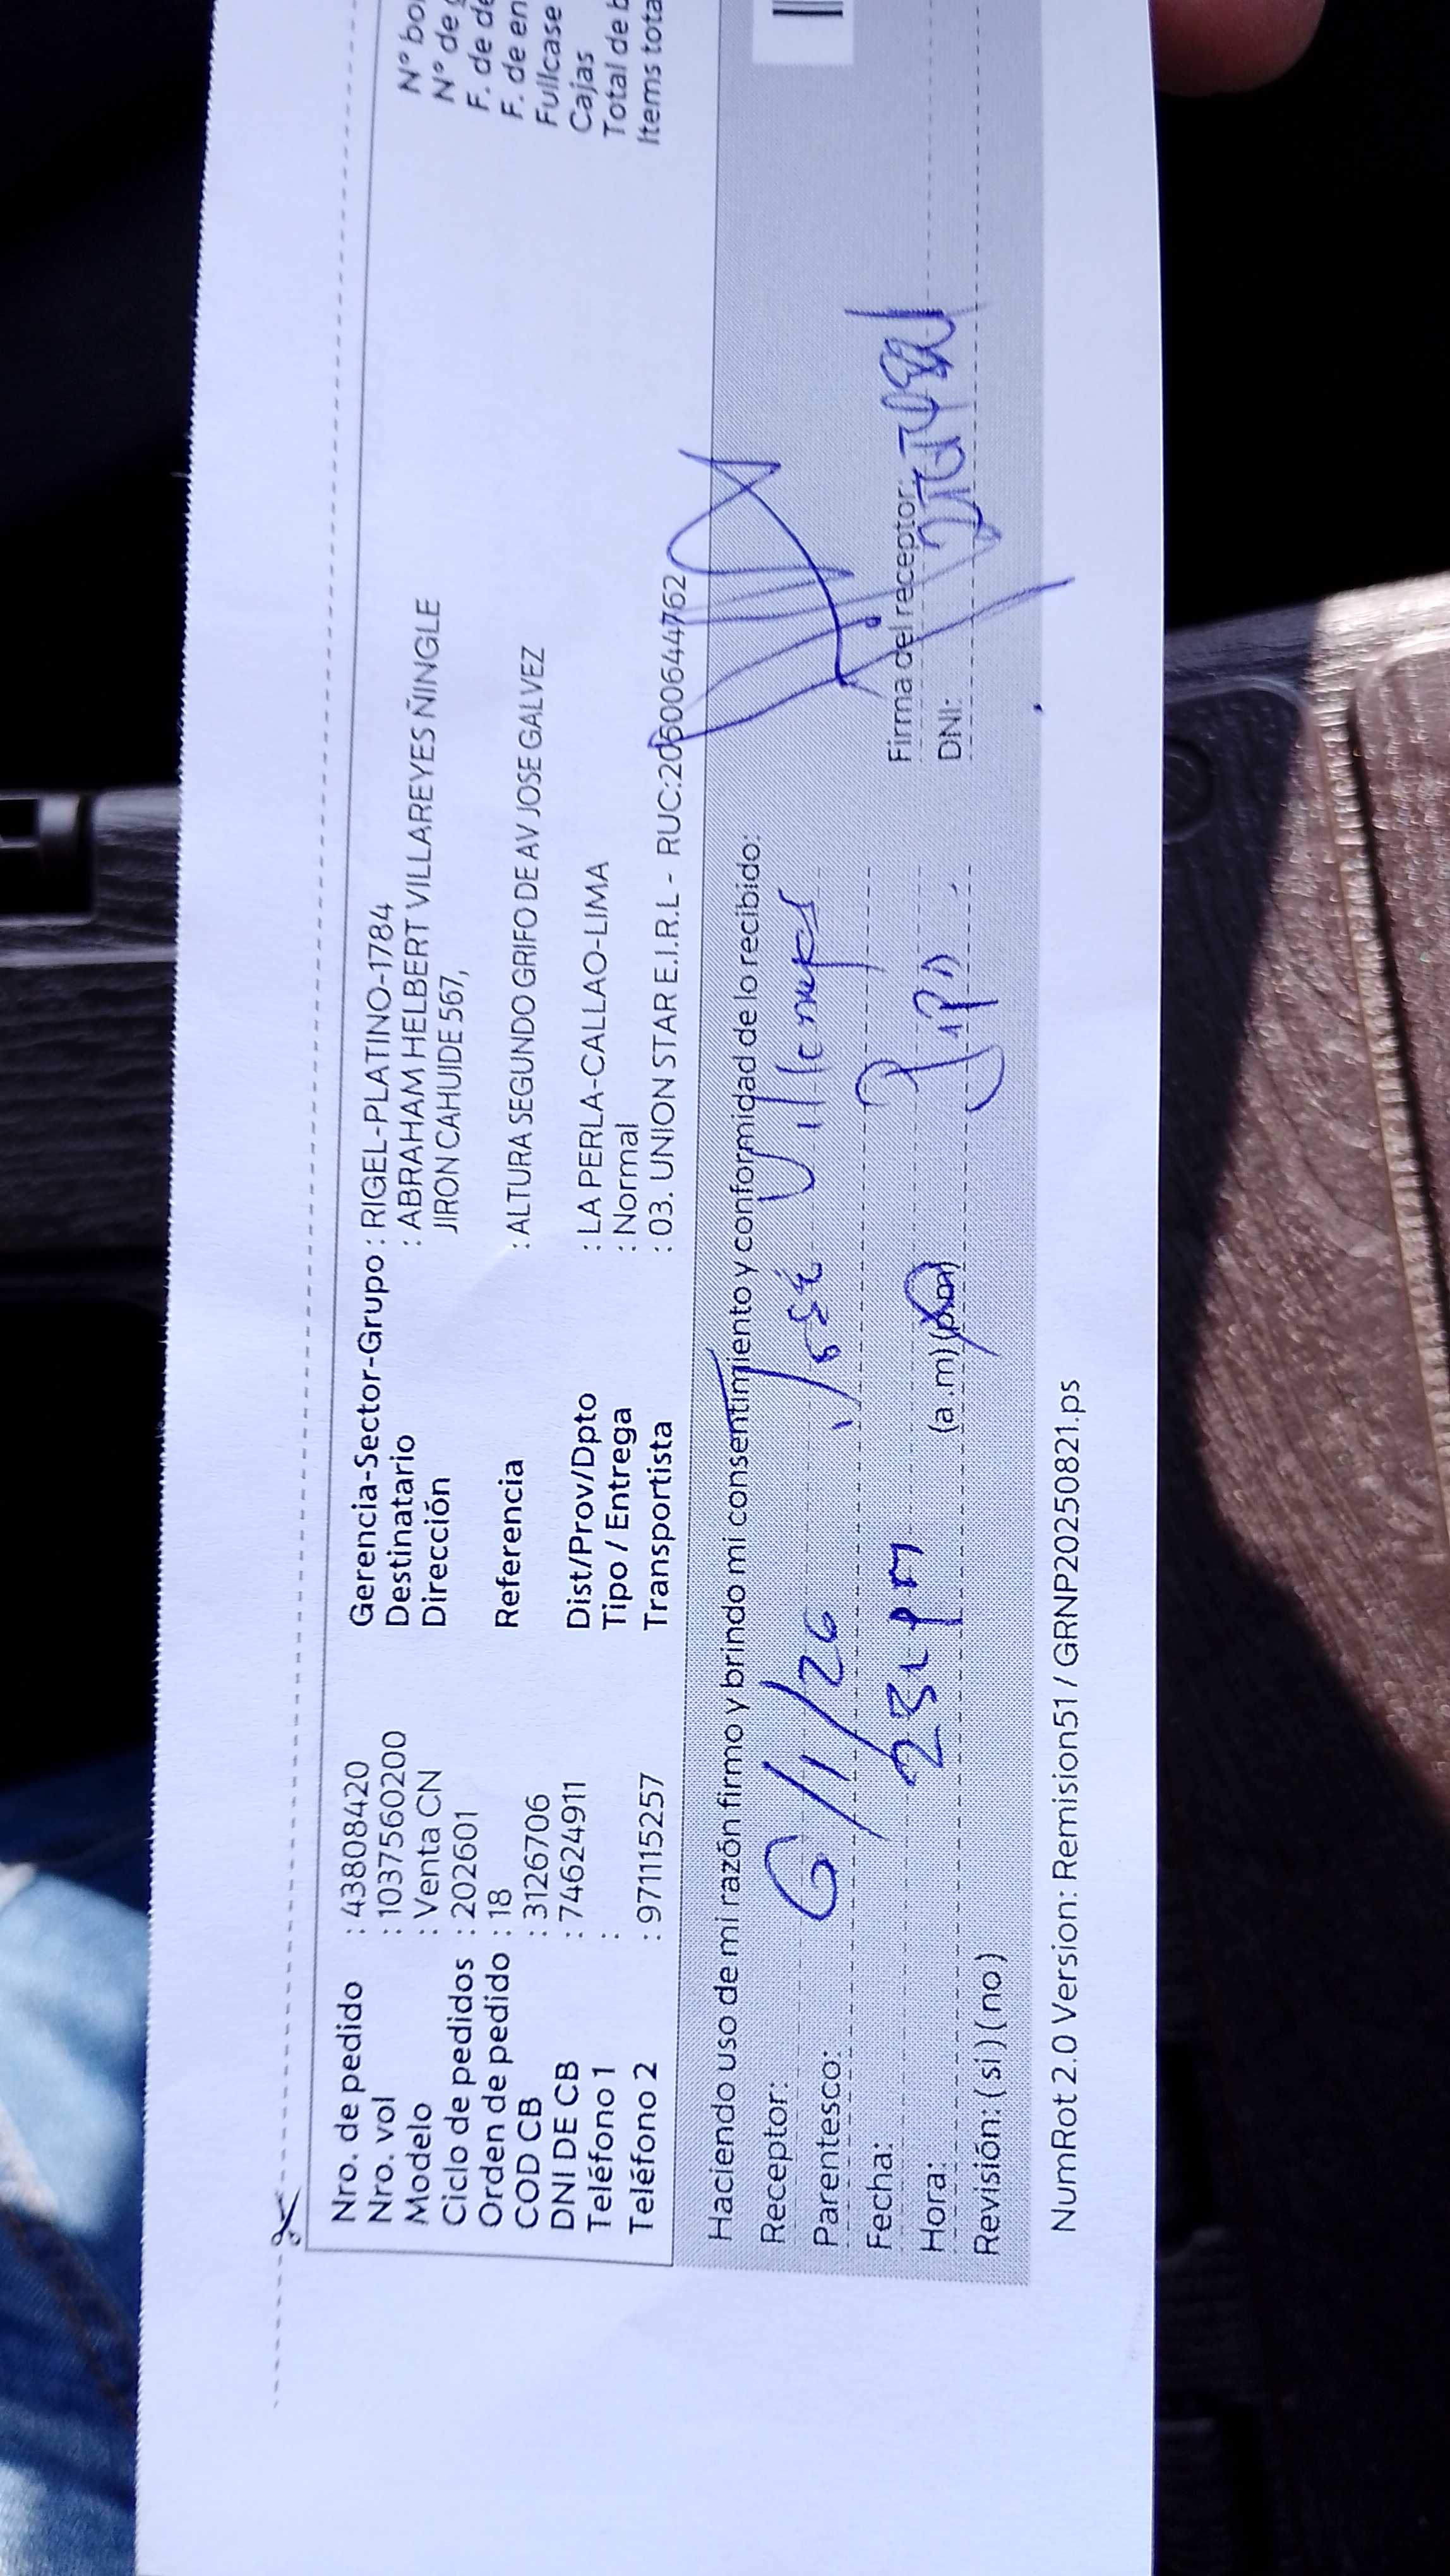 Nro. de pedido : 43808420 Gerencia-Sector-Grupo : RIGEL-PLATINO-1784
Nro. vol : 1037560200 Destinatario : ABRAHAM HELBERT VILLAREYES ÑINGLE
Modelo : Venta CN Dirección JIRON CAHUIDE 567,
Ciclo de pedidos : 202601
Orden de pedido : 18 Referencia : ALTURA SEGUNDO GRIFO DE AV JOSE GALVEZ
COD CB : 3126706
DNI DE CB : 74624911 Dist/Prov/Dpto : LA PERLA-CALLAO-LIMA
Teléfono 1 : Tipo / Entrega : Normal
Teléfono 2 : 971115257 Transportista : 03. UNION STAR E.I.R.L - RUC:20600644762
N° bo
N° de
F. de de
F. de en
Fullcase
Cajas
Total de b
Items tota
Haciendo uso de mi razón firmo y brindo mi consentimiento y conformidad de lo recibido:
Receptor: José
Parentesco: 6/1/26
Fecha: Firma del receptor:
Hora: (a .m) (p.m) DNI:
Revisión: ( si ) ( no )
NumRot 2.0 Version: Remision51 / GRNP20250821.ps